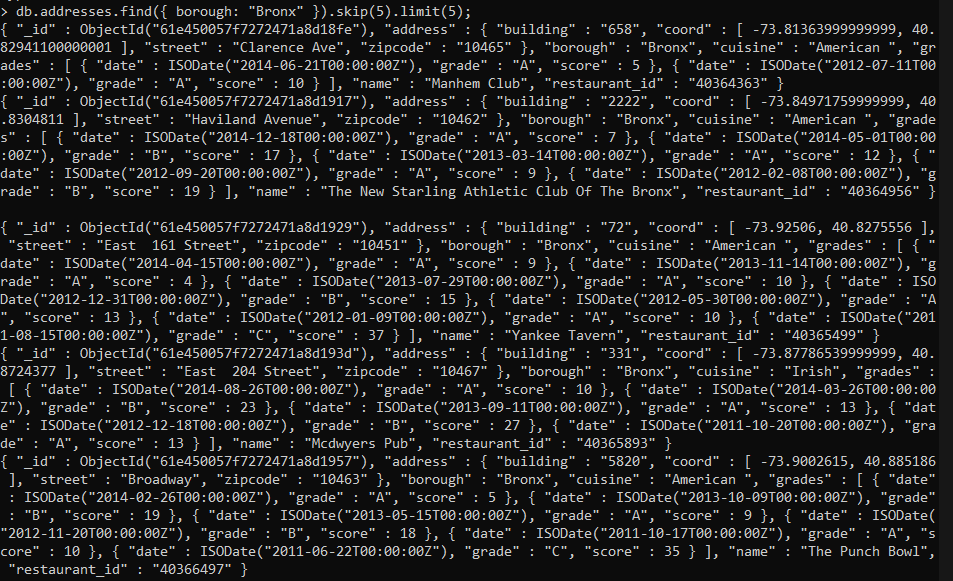 > db.addresses.find({ borough: "Bronx" }).skip(5).limit(5);
{ "_id" : ObjectId("61e450057f7272471a8d18fe"), "address" : { "building" : "658", "coord" : [ -73.81363999999999, 40.
82941100000001 ], "street" : "Clarence Ave", "zipcode" : "10465" }, "borough" : "Bronx", "cuisine" : "American ", "gr
ades" : [ { "date" : ISODate("2014-06-21T00:00:00Z"), "grade" : "A", "score" : 5 }, { "date" : ISODate("2012-07-11T00
:00:00Z"), "grade" : "A", "score" : 10 } ], "name" : "Manhem Club", "restaurant_id" : "40364363" }
{ "_id" : ObjectId("61e450057f7272471a8d1917"), "address" : { "building" : "2222", "coord" : [ -73.84971759999999, 40
.8304811 ], "street" : "Haviland Avenue", "zipcode" : "10462" }, "borough" : "Bronx", "cuisine" : "American ", "grade
s" : [ { "date" : ISODate("2014-12-18T00:00:00Z"), "grade" : "A", "score" : 7 }, { "date" : ISODate("2014-05-01T00:00
:00Z"), "grade" : "B", "score" : 17 }, { "date" : ISODate("2013-03-14T00:00:00Z"), "grade" : "A", "score" : 12 }, { "
date" : ISODate("2012-09-20T00:00:00Z"), "grade" : "A", "score" : 9 }, { "date" : ISODate("2012-02-08T00:00:00Z"), "g
rade" : "B", "score" : 19 } ], "name" : "The New Starling Athletic Club Of The Bronx", "restaurant_id" : "40364956" }
{ "_id" : ObjectId("61e450057f7272471a8d1929"), "address" : { "building" : "72", "coord" : [ -73.92506, 40.8275556 ],
 "street" : "East  161 Street", "zipcode" : "10451" }, "borough" : "Bronx", "cuisine" : "American ", "grades" : [ { "
date" : ISODate("2014-04-15T00:00:00Z"), "grade" : "A", "score" : 9 }, { "date" : ISODate("2013-11-14T00:00:00Z"), "g
rade" : "A", "score" : 4 }, { "date" : ISODate("2013-07-29T00:00:00Z"), "grade" : "A", "score" : 10 }, { "date" : ISO
Date("2012-12-31T00:00:00Z"), "grade" : "B", "score" : 15 }, { "date" : ISODate("2012-05-30T00:00:00Z"), "grade" : "A
", "score" : 13 }, { "date" : ISODate("2012-01-09T00:00:00Z"), "grade" : "A", "score" : 10 }, { "date" : ISODate("201
1-08-15T00:00:00Z"), "grade" : "C", "score" : 37 } ], "name" : "Yankee Tavern", "restaurant_id" : "40365499" }
{ "_id" : ObjectId("61e450057f7272471a8d193d"), "address" : { "building" : "331", "coord" : [ -73.87786539999999, 40.
8724377 ], "street" : "East  204 Street", "zipcode" : "10467" }, "borough" : "Bronx", "cuisine" : "Irish", "grades" :
 [ { "date" : ISODate("2014-08-26T00:00:00Z"), "grade" : "A", "score" : 10 }, { "date" : ISODate("2014-03-26T00:00:00
Z"), "grade" : "B", "score" : 23 }, { "date" : ISODate("2013-09-11T00:00:00Z"), "grade" : "A", "score" : 13 }, { "dat
e" : ISODate("2012-12-18T00:00:00Z"), "grade" : "B", "score" : 27 }, { "date" : ISODate("2011-10-20T00:00:00Z"), "gra
de" : "A", "score" : 13 } ], "name" : "Mcdwyers Pub", "restaurant_id" : "40365893" }
{ "_id" : ObjectId("61e450057f7272471a8d1957"), "address" : { "building" : "5820", "coord" : [ -73.9002615, 40.885186
 ], "street" : "Broadway", "zipcode" : "10463" }, "borough" : "Bronx", "cuisine" : "American ", "grades" : [ { "date"
 : ISODate("2014-02-26T00:00:00Z"), "grade" : "A", "score" : 5 }, { "date" : ISODate("2013-10-09T00:00:00Z"), "grade"
 : "B", "score" : 19 }, { "date" : ISODate("2013-05-15T00:00:00Z"), "grade" : "A", "score" : 9 }, { "date" : ISODate(
"2012-11-20T00:00:00Z"), "grade" : "B", "score" : 18 }, { "date" : ISODate("2011-10-17T00:00:00Z"), "grade" : "A", "s
core" : 10 }, { "date" : ISODate("2011-06-22T00:00:00Z"), "grade" : "C", "score" : 35 } ], "name" : "The Punch Bowl",
 "restaurant_id" : "40366497" }